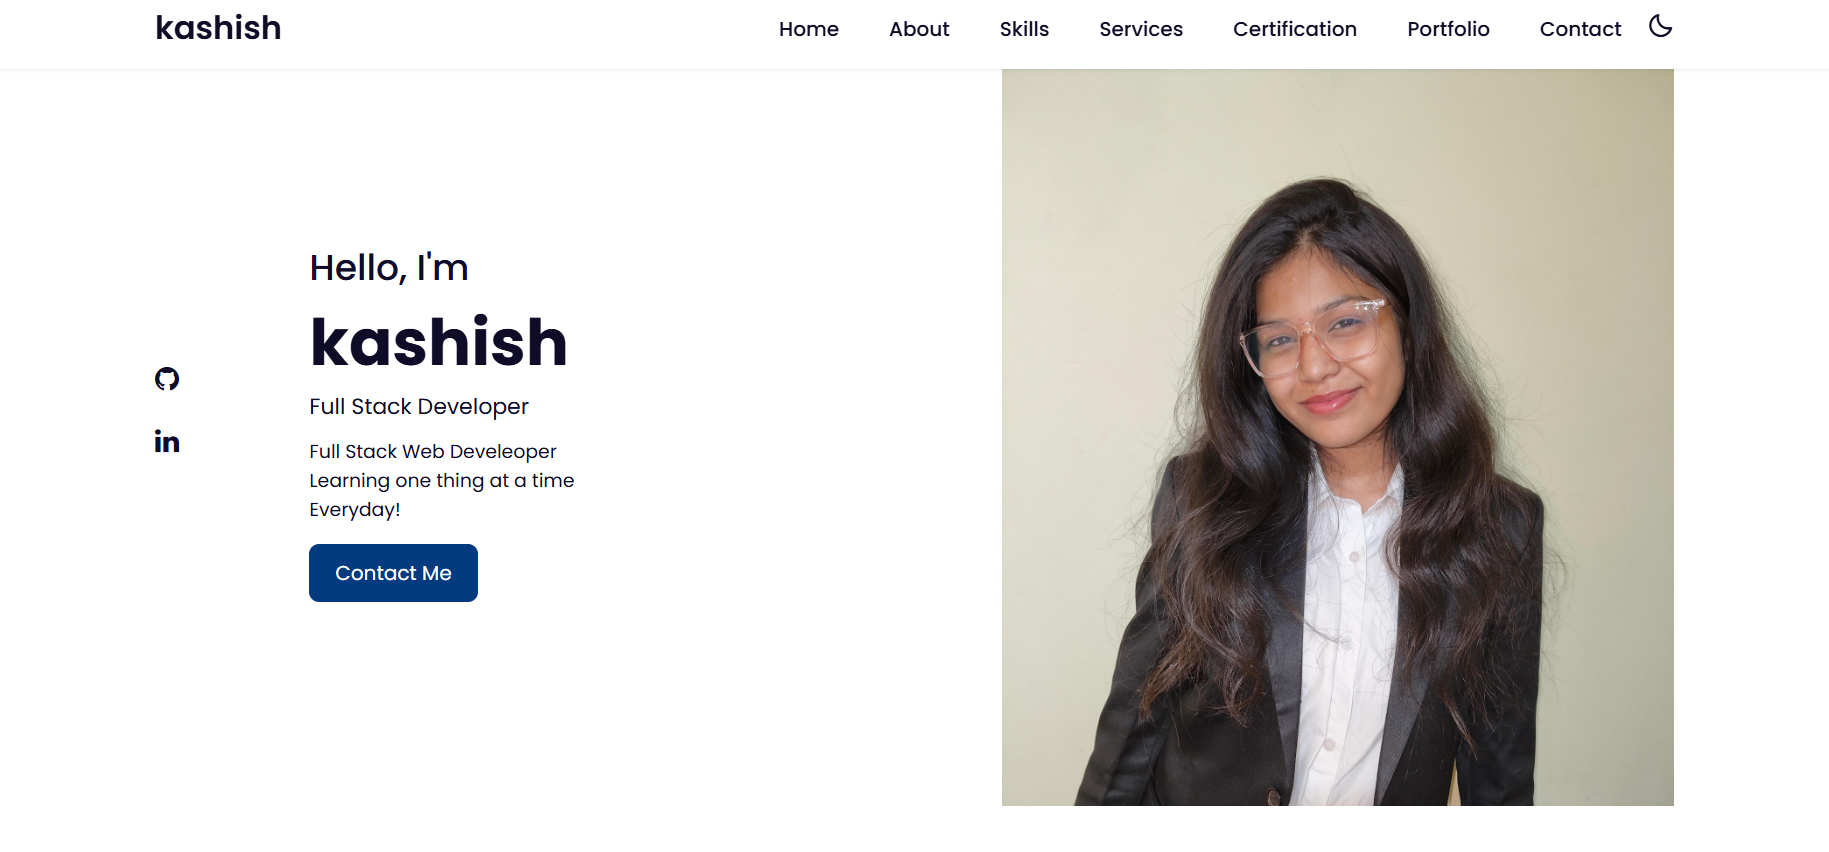 kashish
Home About Skills Services Certification Portfolio Contact
Hello, I'm
kashish
Full Stack Developer
Full Stack Web Develeoper
Learning one thing at a time
Everyday!
Contact Me